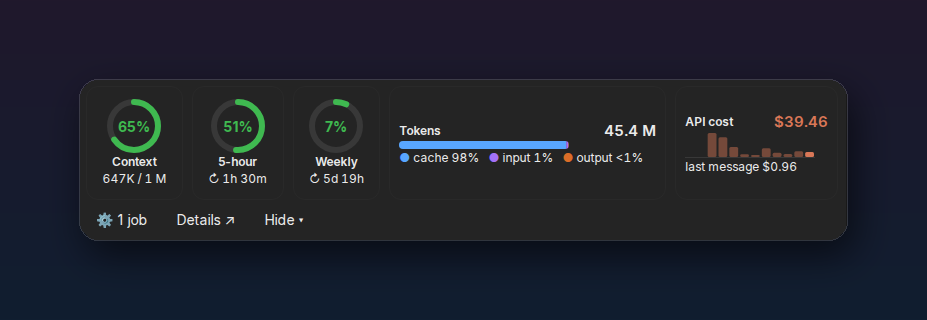 65%
Context
647K / 1 M
51%
5-hour
↻ 1h 30m
7%
Weekly
↻ 5d 19h
Tokens 45.4 M
cache 98% input 1% output <1%
API cost $39.46
last message $0.96
1 job Details ↗ Hide ▾